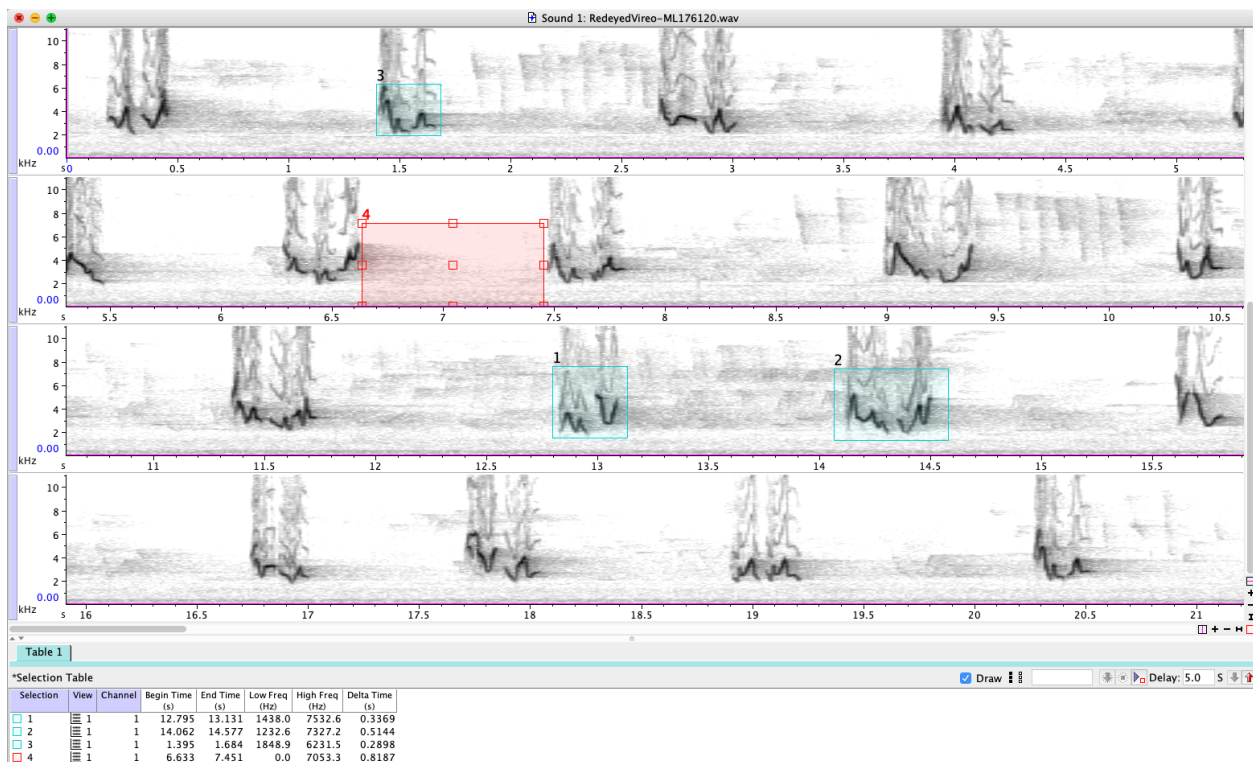 Sound 1: RedeyedVireo-ML176120.wav
10
8
6
4
2
0.00
kHz
3
s 0 0.5 1 1.5 2 2.5 3 3.5 4 4.5 5
10
8
6
4
2
0.00
kHz
4
s 5.5 6 6.5 7 7.5 8 8.5 9 9.5 10 10.5
10
8
6
4
2
0.00
kHz
1 2
s 11 11.5 12 12.5 13 13.5 14 14.5 15 15.5
10
8
6
4
2
0.00
kHz
s 16 16.5 17 17.5 18 18.5 19 19.5 20 20.5 21
Table 1
*Selection Table Draw Delay: 5.0 S
Selection View Channel Begin Time (s) End Time (s) Low Freq (Hz) High Freq (Hz) Delta Time (s)
1 1 1 12.795 13.131 1438.0 7532.6 0.3369
2 1 1 14.062 14.577 1232.6 7327.2 0.5144
3 1 1 1.395 1.684 1848.9 6231.5 0.2898
4 1 1 6.633 7.451 0.0 7053.3 0.8187